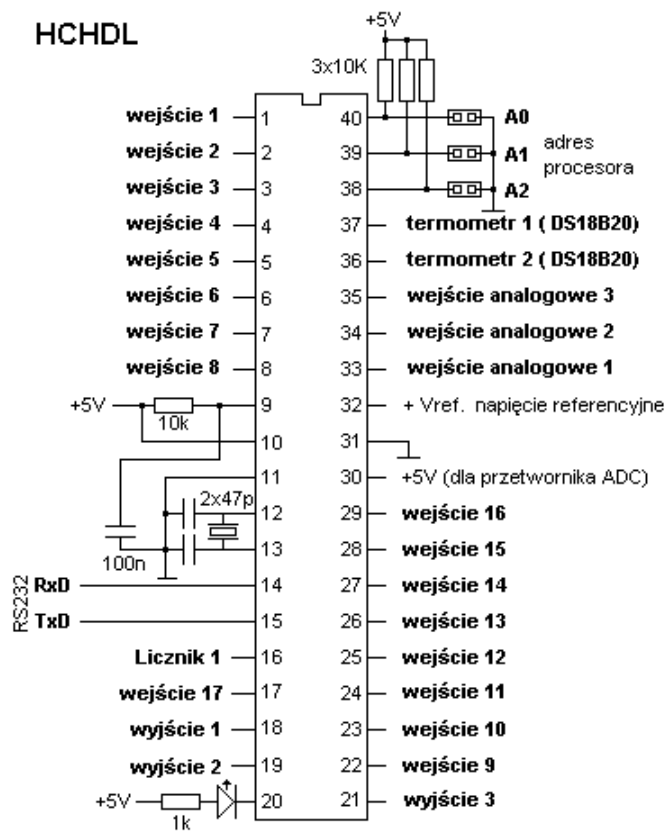 HCHDL
+5V
3x10K
wejście 1 1 40 A0
wejście 2 2 39 A1 adres
procesora
wejście 3 3 38 A2
wejście 4 4 37 termometr 1 ( DS18B20)
wejście 5 5 36 termometr 2 ( DS18B20)
wejście 6 6 35 wejście analogowe 3
wejście 7 7 34 wejście analogowe 2
wejście 8 8 33 wejście analogowe 1
+5V 9 32 + Vref. napięcie referencyjne
10k
10 31
11 30 +5V (dla przetwornika ADC)
2x47p
12 29 wejście 16
13 28 wejście 15
100n
RS232
RxD 14 27 wejście 14
TxD 15 26 wejście 13
Licznik 1 16 25 wejście 12
wejście 17 17 24 wejście 11
wyjście 1 18 23 wejście 10
wyjście 2 19 22 wejście 9
+5V 20 21 wyjście 3
1k